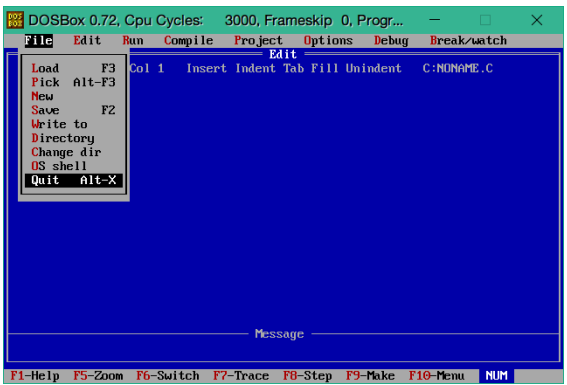 DOS BOX DOSBox 0.72, Cpu Cycles: 3000, Frameskip 0, Progr...
File Edit Run Compile Project Options Debug Break/watch
Edit
Col 1 Insert Indent Tab Fill Unindent C:NONAME.C
Load F3
Pick Alt-F3
New
Save F2
Write to
Directory
Change dir
OS shell
Quit Alt-X
Message
F1-Help F5-Zoom F6-Switch F7-Trace F8-Step F9-Make F10-Menu NUM